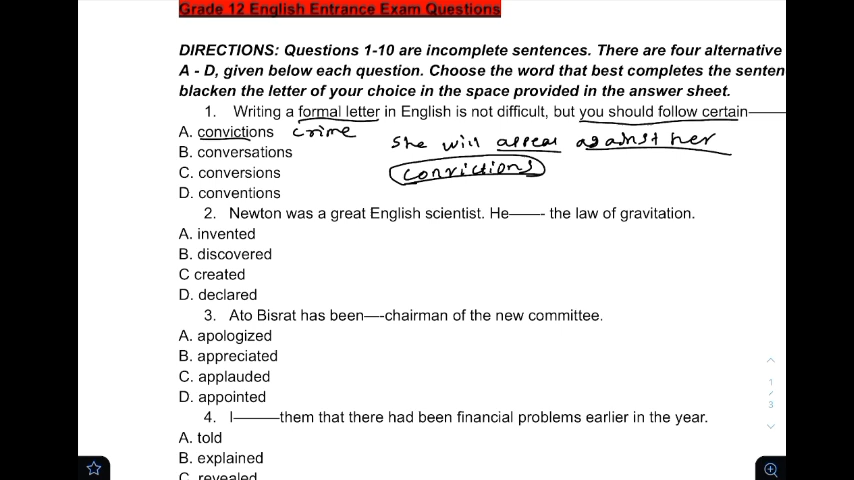 Grade 12 English Entrance Exam Questions
DIRECTIONS: Questions 1-10 are incomplete sentences. There are four alternative
A - D, given below each question. Choose the word that best completes the senten
blacken the letter of your choice in the space provided in the answer sheet.
1. Writing a formal letter in English is not difficult, but you should follow certain———
A. convictions crime
she will appeal against her
B. conversations
convictions
C. conversions
D. conventions
2. Newton was a great English scientist. He——- the law of gravitation.
A. invented
B. discovered
C created
D. declared
3. Ato Bisrat has been—-chairman of the new committee.
A. apologized
B. appreciated
C. applauded
D. appointed
4. I———them that there had been financial problems earlier in the year.
A. told
B. explained
C. revealed
1
/
3